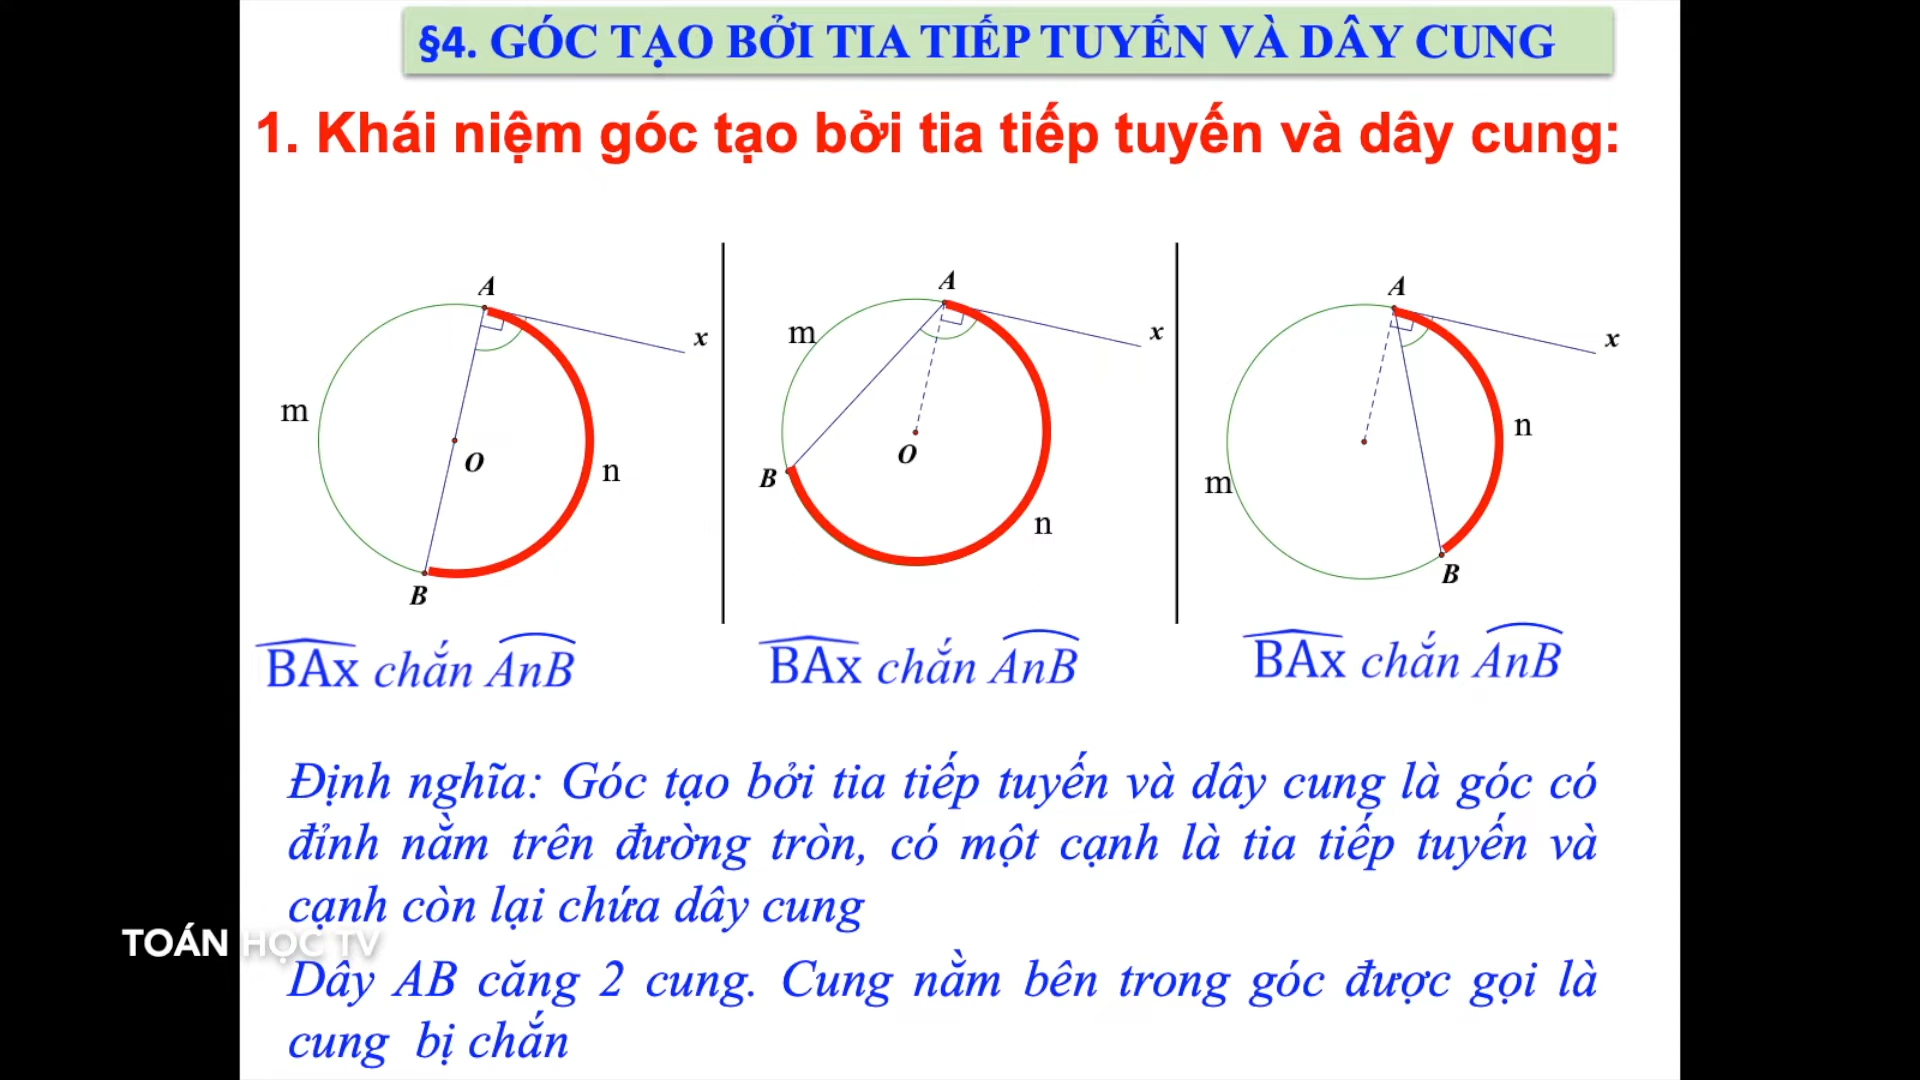 §4. GÓC TẠO BỞI TIA TIẾP TUYẾN VÀ DÂY CUNG
1. Khái niệm góc tạo bởi tia tiếp tuyến và dây cung:
A
x
m
O
n
B
A
x
m
O
B
n
A
x
n
m
B
BAx chắn AnB
BAx chắn AnB
BAx chắn AnB
Định nghĩa: Góc tạo bởi tia tiếp tuyến và dây cung là góc có
đỉnh nằm trên đường tròn, có một cạnh là tia tiếp tuyến và
cạnh còn lại chứa dây cung
TOÁN HỌC TV
Dây AB căng 2 cung. Cung nằm bên trong góc được gọi là
cung bị chắn